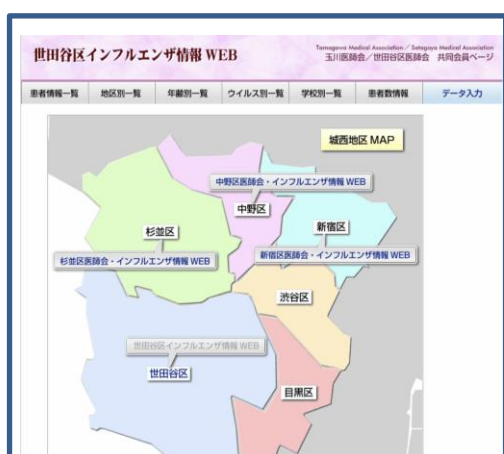 世田谷区インフルエンザ情報 WEB
Tamagawa Medical Association / Setagaya Medical Association
玉川医師会/世田谷区医師会 共同会員ページ
患者情報一覧 地区別一覧 年齢別一覧 ウイルス別一覧 学校別一覧 患者数情報 データ入力
城西地区 MAP
中野区医師会・インフルエンザ情報 WEB
中野区
杉並区
新宿区
杉並区医師会・インフルエンザ情報 WEB
新宿区医師会・インフルエンザ情報 WEB
渋谷区
世田谷区インフルエンザ情報 WEB
世田谷区
目黒区